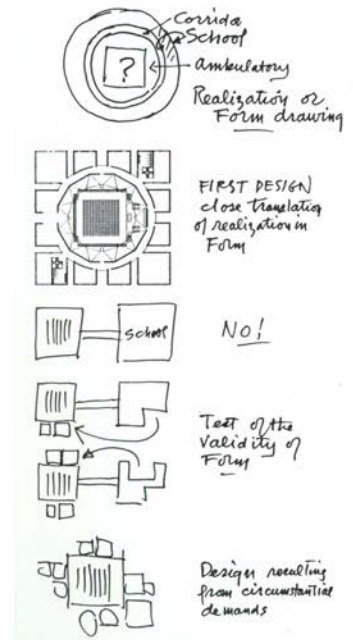 Corridor
School
?
ambulatory
Realization or
Form drawing
FIRST DESIGN
close translation
of realization in
Form
School
NO!
Test of the
Validity of
Form
Design resulting
from circumstantial
demands